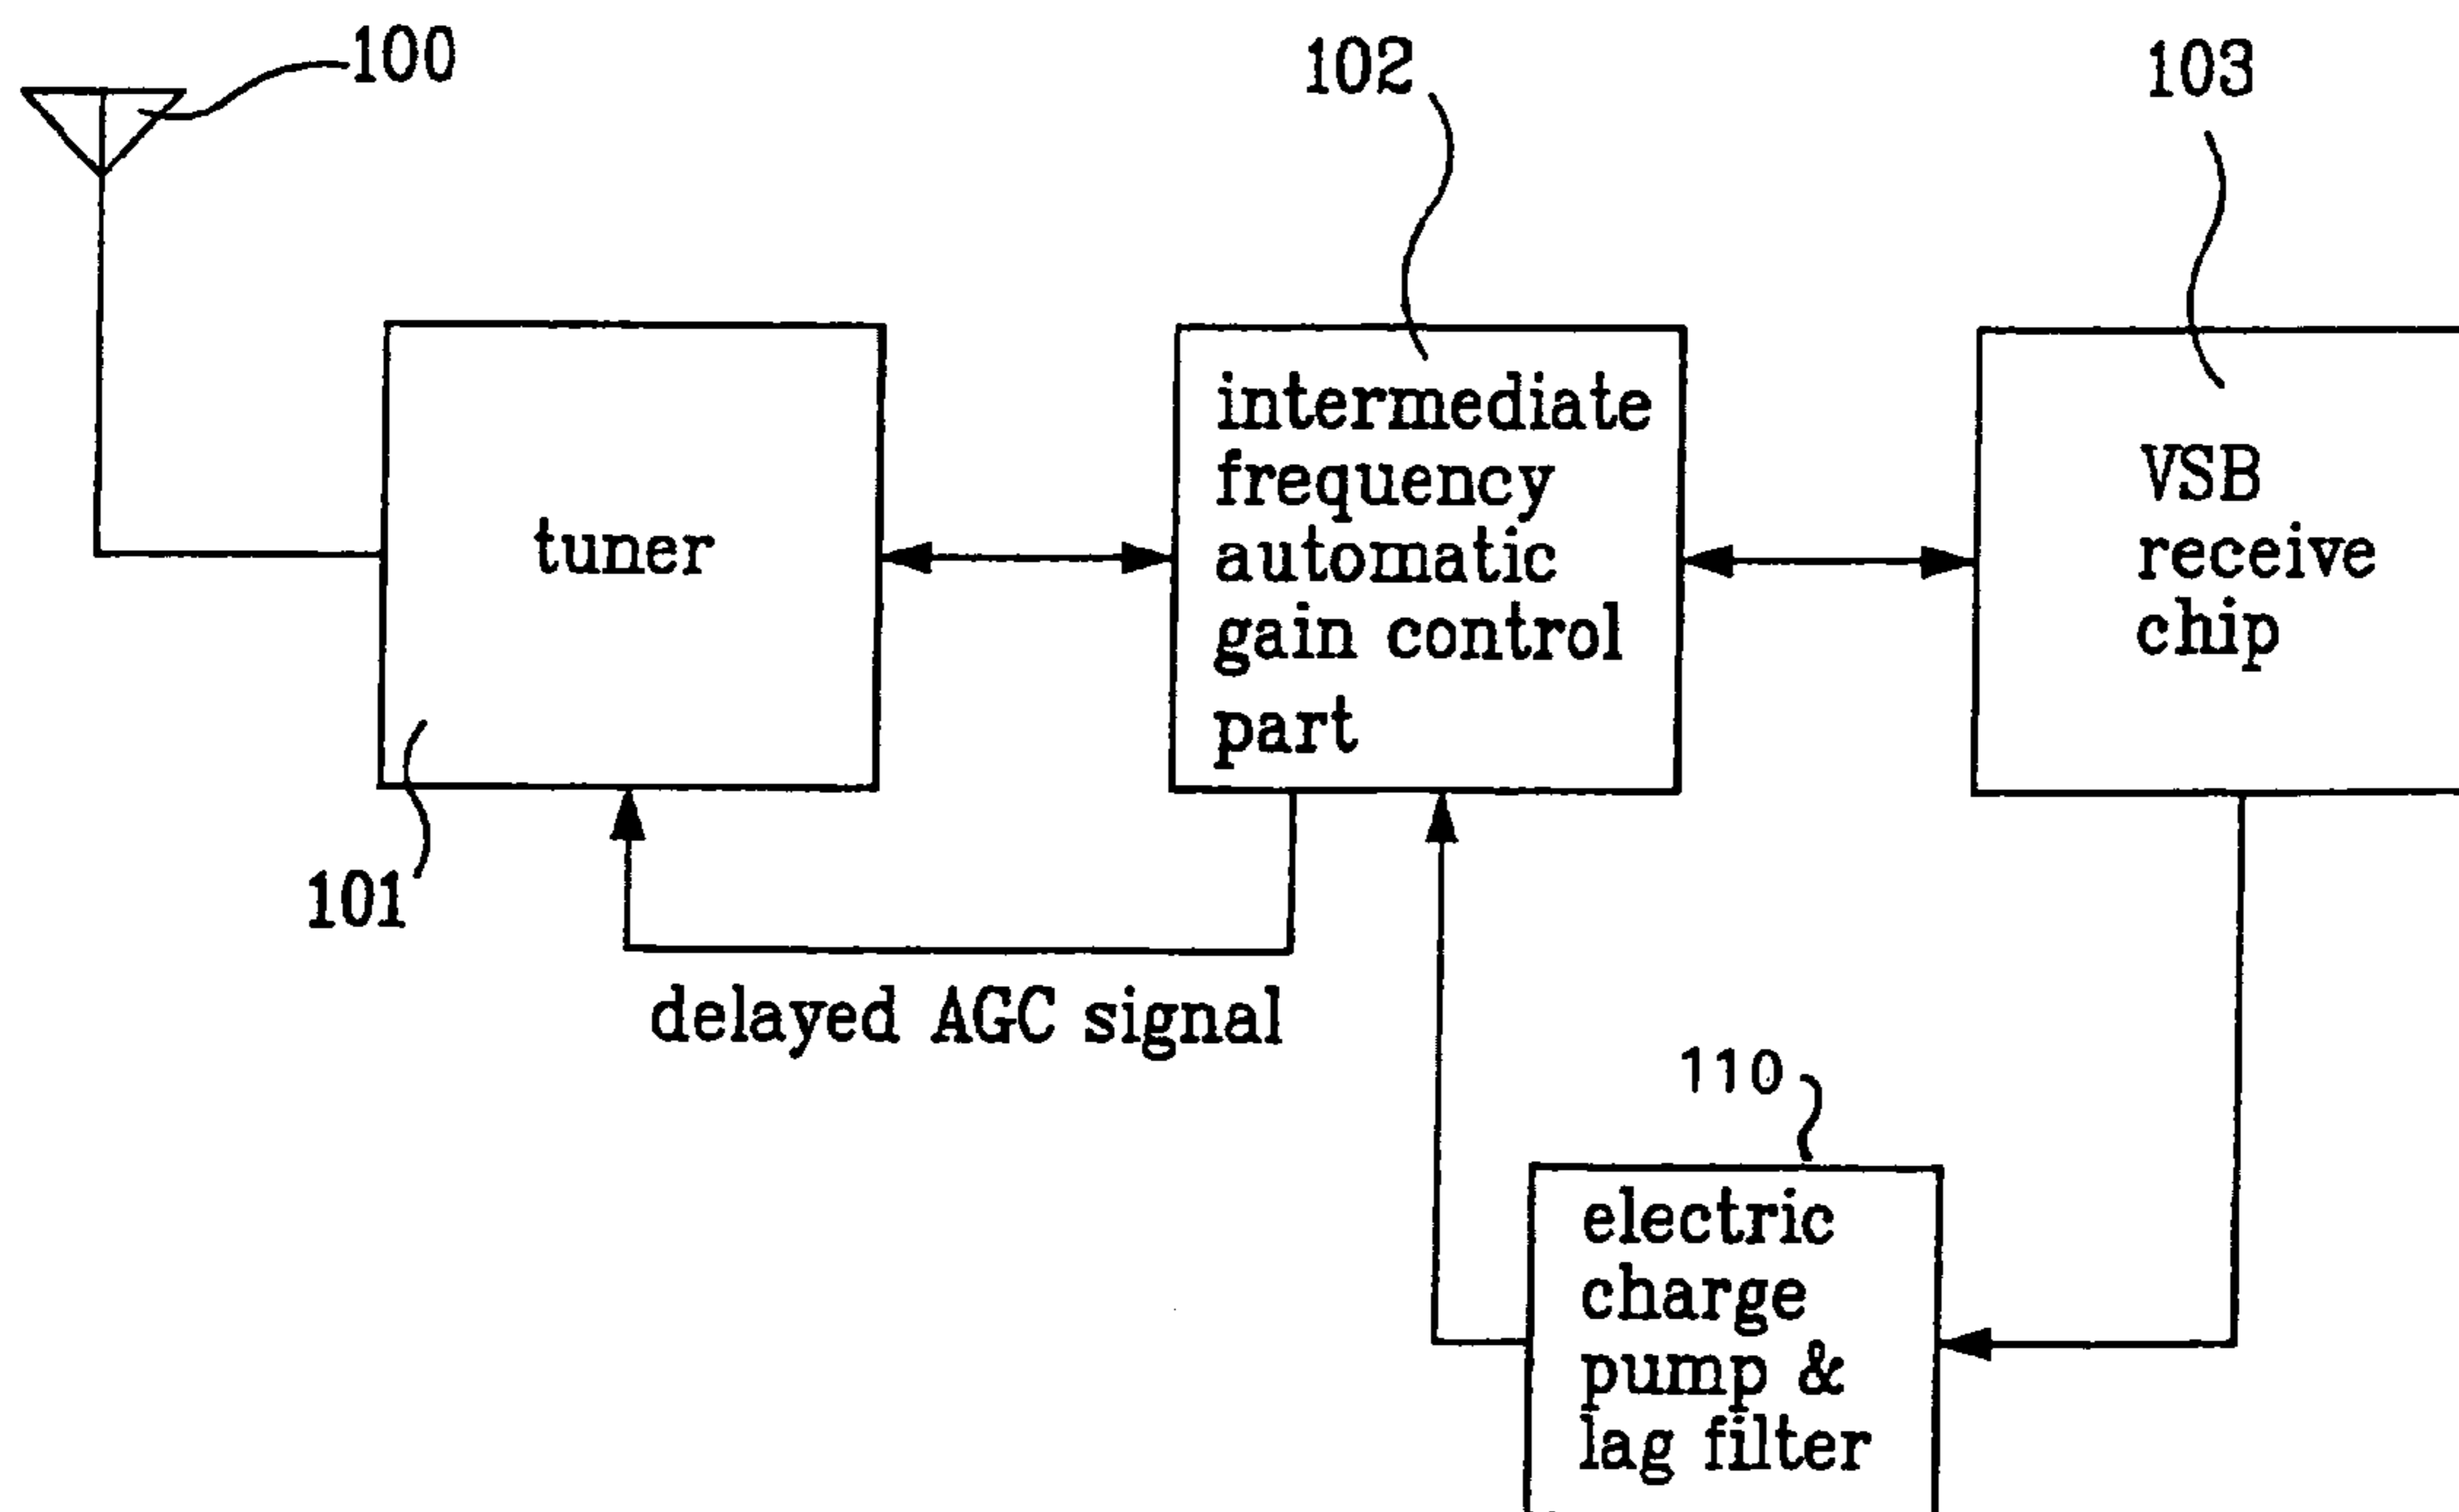 100
102
103
tuner
intermediate
frequency
automatic
gain control
part
VSB
receive
chip
101
delayed AGC signal
110
electric
charge
pump &
lag filter